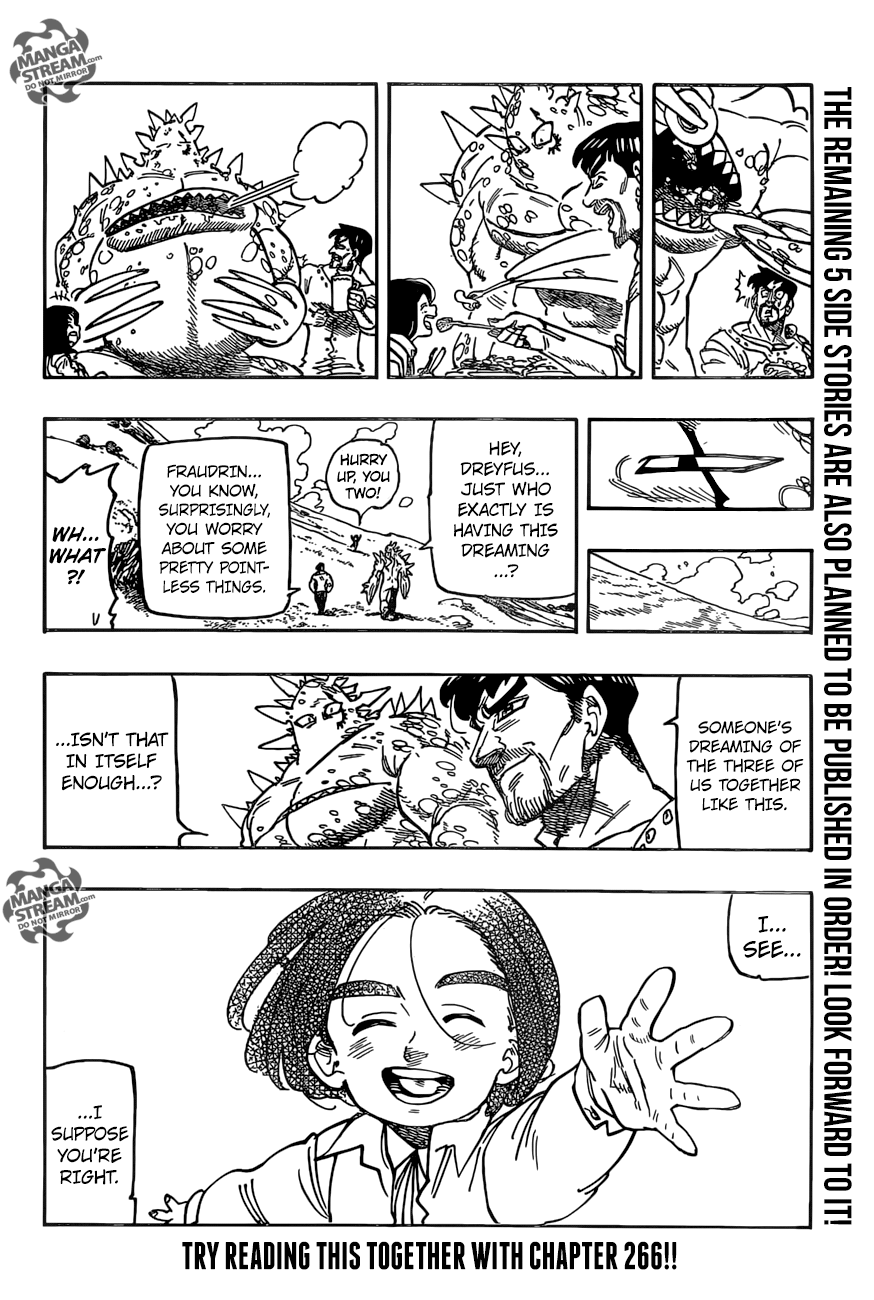 MANGA
STREAM.com
DO NOT MIRROR
THE REMAINING 5 SIDE STORIES ARE ALSO PLANNED TO BE PUBLISHED IN ORDER! LOOK FORWARD TO IT!
HEY,
DREYFUS...
JUST WHO
EXACTLY IS
HAVING THIS
DREAMING
...?
HURRY
UP, YOU
TWO!
FRAUDRIN...
YOU KNOW,
SURPRISINGLY,
YOU WORRY
ABOUT SOME
PRETTY POINT-
LESS THINGS.
WH...
WHAT
?!
SOMEONE'S
DREAMING OF
THE THREE OF
US TOGETHER
LIKE THIS.
...ISN'T THAT
IN ITSELF
ENOUGH...?
MANGA
STREAM.com
DO NOT MIRROR
I...
SEE...
...I
SUPPOSE
YOU'RE
RIGHT.
TRY READING THIS TOGETHER WITH CHAPTER 266!!